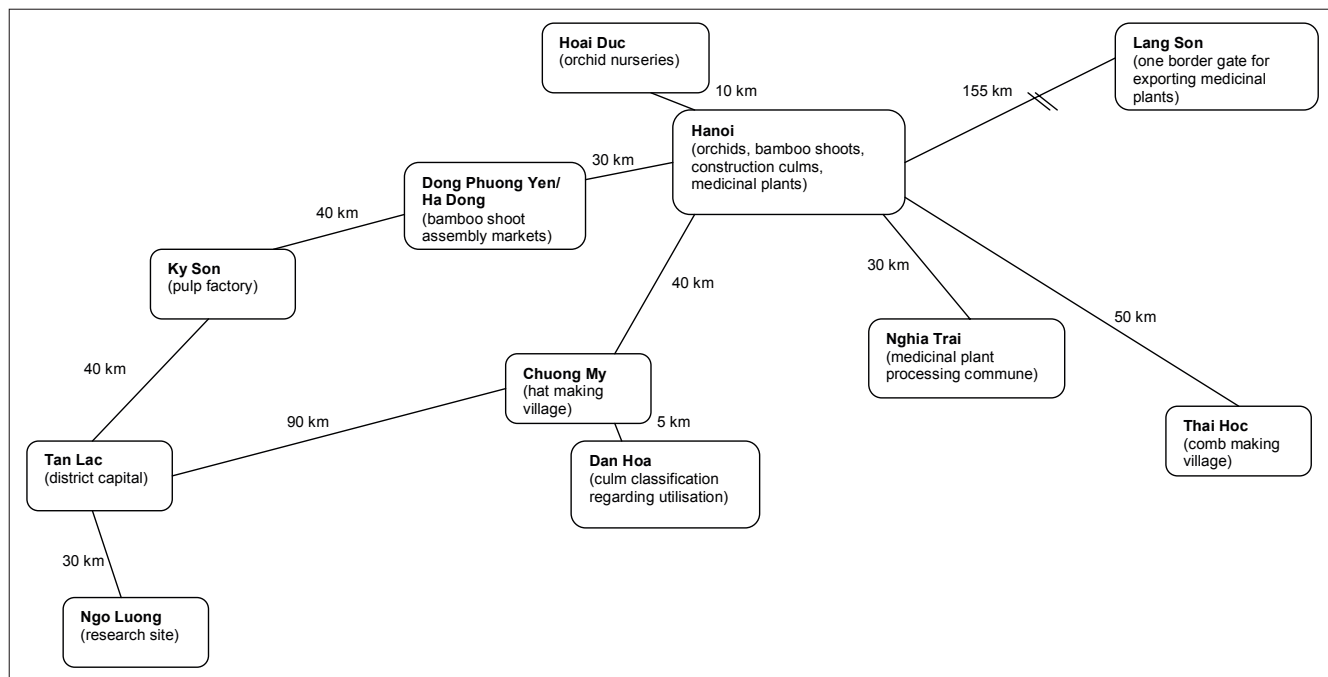 Hoai Duc
(orchid nurseries)
Lang Son
(one border gate for
exporting medicinal
plants)
10 km
155 km
Hanoi
(orchids, bamboo shoots,
construction culms,
medicinal plants)
30 km
Dong Phuong Yen/
Ha Dong
(bamboo shoot
assembly markets)
40 km
Ky Son
(pulp factory)
40 km
30 km
50 km
Nghia Trai
(medicinal plant
processing commune)
40 km
Chuong My
(hat making
village)
90 km
5 km
Thai Hoc
(comb making
village)
Tan Lac
(district capital)
Dan Hoa
(culm classification
regarding utilisation)
30 km
Ngo Luong
(research site)